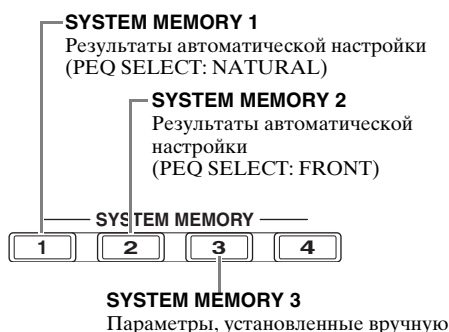 SYSTEM MEMORY 1
Результаты автоматической настройки
(PEQ SELECT: NATURAL)
SYSTEM MEMORY 2
Результаты автоматической
настройки
(PEQ SELECT: FRONT)
SYSTEM MEMORY
1 2 3 4
SYSTEM MEMORY 3
Параметры, установленные вручную